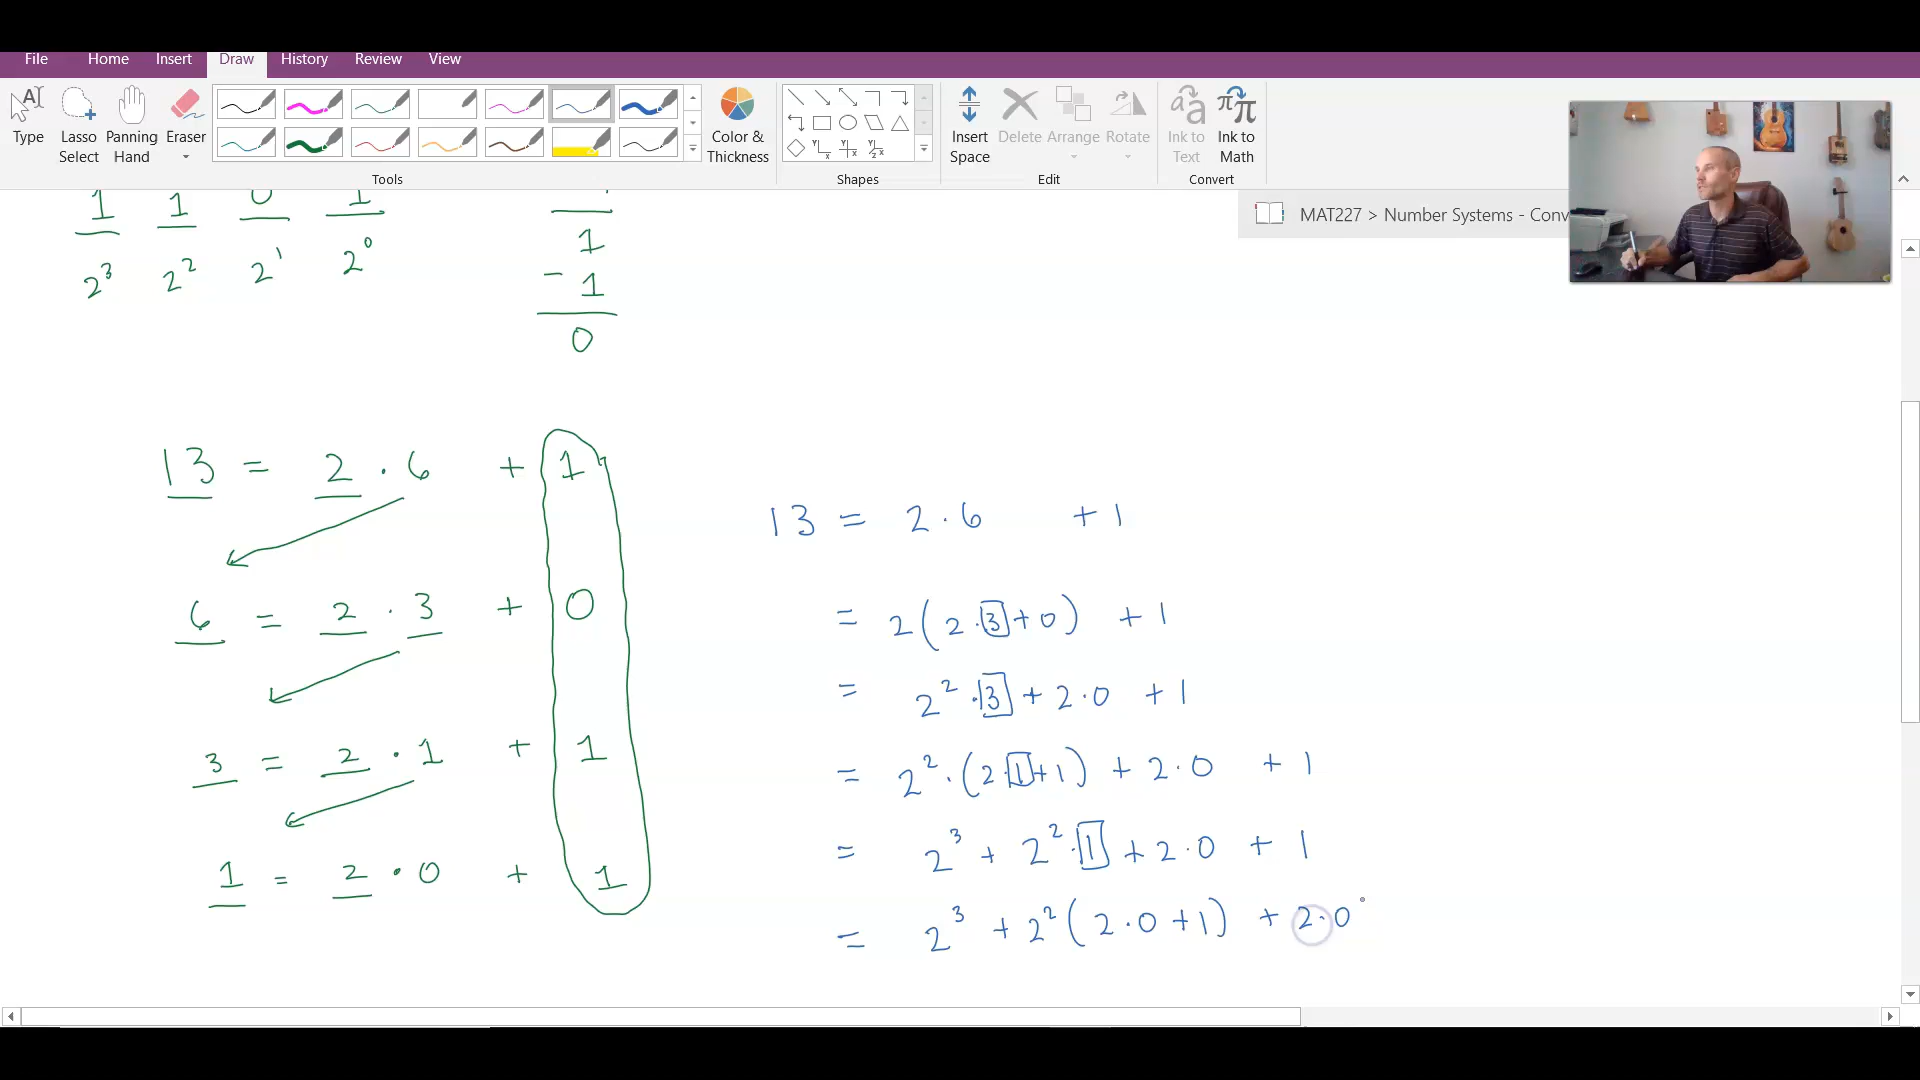 File Home Insert Draw History Review View
Type Lasso Select Panning Hand Eraser Color & Thickness Insert Space Delete Arrange Rotate Ink to Text Ink to Math
Tools Shapes Edit Convert
MAT227 > Number Systems - Conv
1 1 0 1
2³ 2² 2¹ 2⁰
1
- 1
0
13 = 2 · 6 + 1
6 = 2 · 3 + 0
3 = 2 · 1 + 1
1 = 2 · 0 + 1
13 = 2 · 6 + 1
= 2(2 · 3 + 0) + 1
= 2² · 3 + 2 · 0 + 1
= 2² · (2 · 1 + 1) + 2 · 0 + 1
= 2³ + 2² · 1 + 2 · 0 + 1
= 2³ + 2² (2 · 0 + 1) + 2 · 0